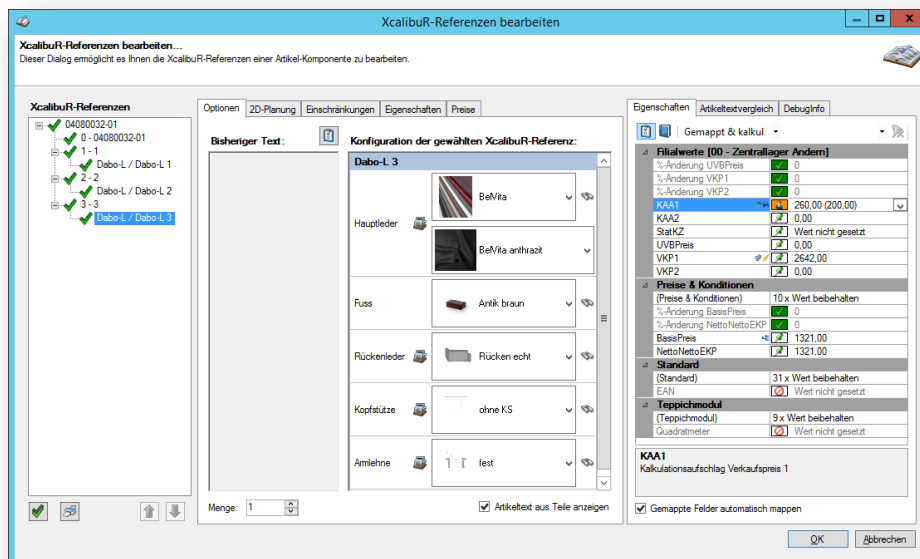 XcalibuR-Referenzen bearbeiten
XcalibuR-Referenzen bearbeiten...
Dieser Dialog ermöglicht es Ihnen die XcalibuR-Referenzen einer Artikel-Komponente zu bearbeiten.
XcalibuR-Referenzen
04080032-01
0 - 04080032-01
1 - 1
Dabo-L / Dabo-L 1
2 - 2
Dabo-L / Dabo-L 2
3 - 3
Dabo-L / Dabo-L 3
Optionen 2D-Planung Einschränkungen Eigenschaften Preise
Bisheriger Text: Konfiguration der gewählten XcalibuR-Referenz:
Dabo-L 3
Hauptleder BelVita
BelVita anthrazit
Fuss Antik braun
Rückenleder Rücken echt
Kopfstütze ohne KS
Armlehne fest
Menge: 1 Artikeltext aus Teile anzeigen
Eigenschaften Artikeltextvergleich DebugInfo
Gemappt & kalkul
Filialwerte [00 - Zentrallager Andern]
%-Änderung UVBPreis 0
%-Änderung VKP1 0
%-Änderung VKP2 0
KAA1 260,00 (200.00)
KAA2 0,00
StatKZ Wert nicht gesetzt
UVBPreis 0,00
VKP1 2642,00
VKP2 0,00
Preise & Konditionen
(Preise & Konditionen) 10 x Wert beibehalten
%-Änderung BasisPreis 0
%-Änderung NettoNettoEKP 0
BasisPreis 1321,00
NettoNettoEKP 1321,00
Standard
(Standard) 31 x Wert beibehalten
EAN Wert nicht gesetzt
Teppichmodul
(Teppichmodul) 9 x Wert beibehalten
Quadratmeter Wert nicht gesetzt
KAA1
Kalkulationsaufschlag Verkaufspreis 1
Gemappte Felder automatisch mappen
OK Abbrechen